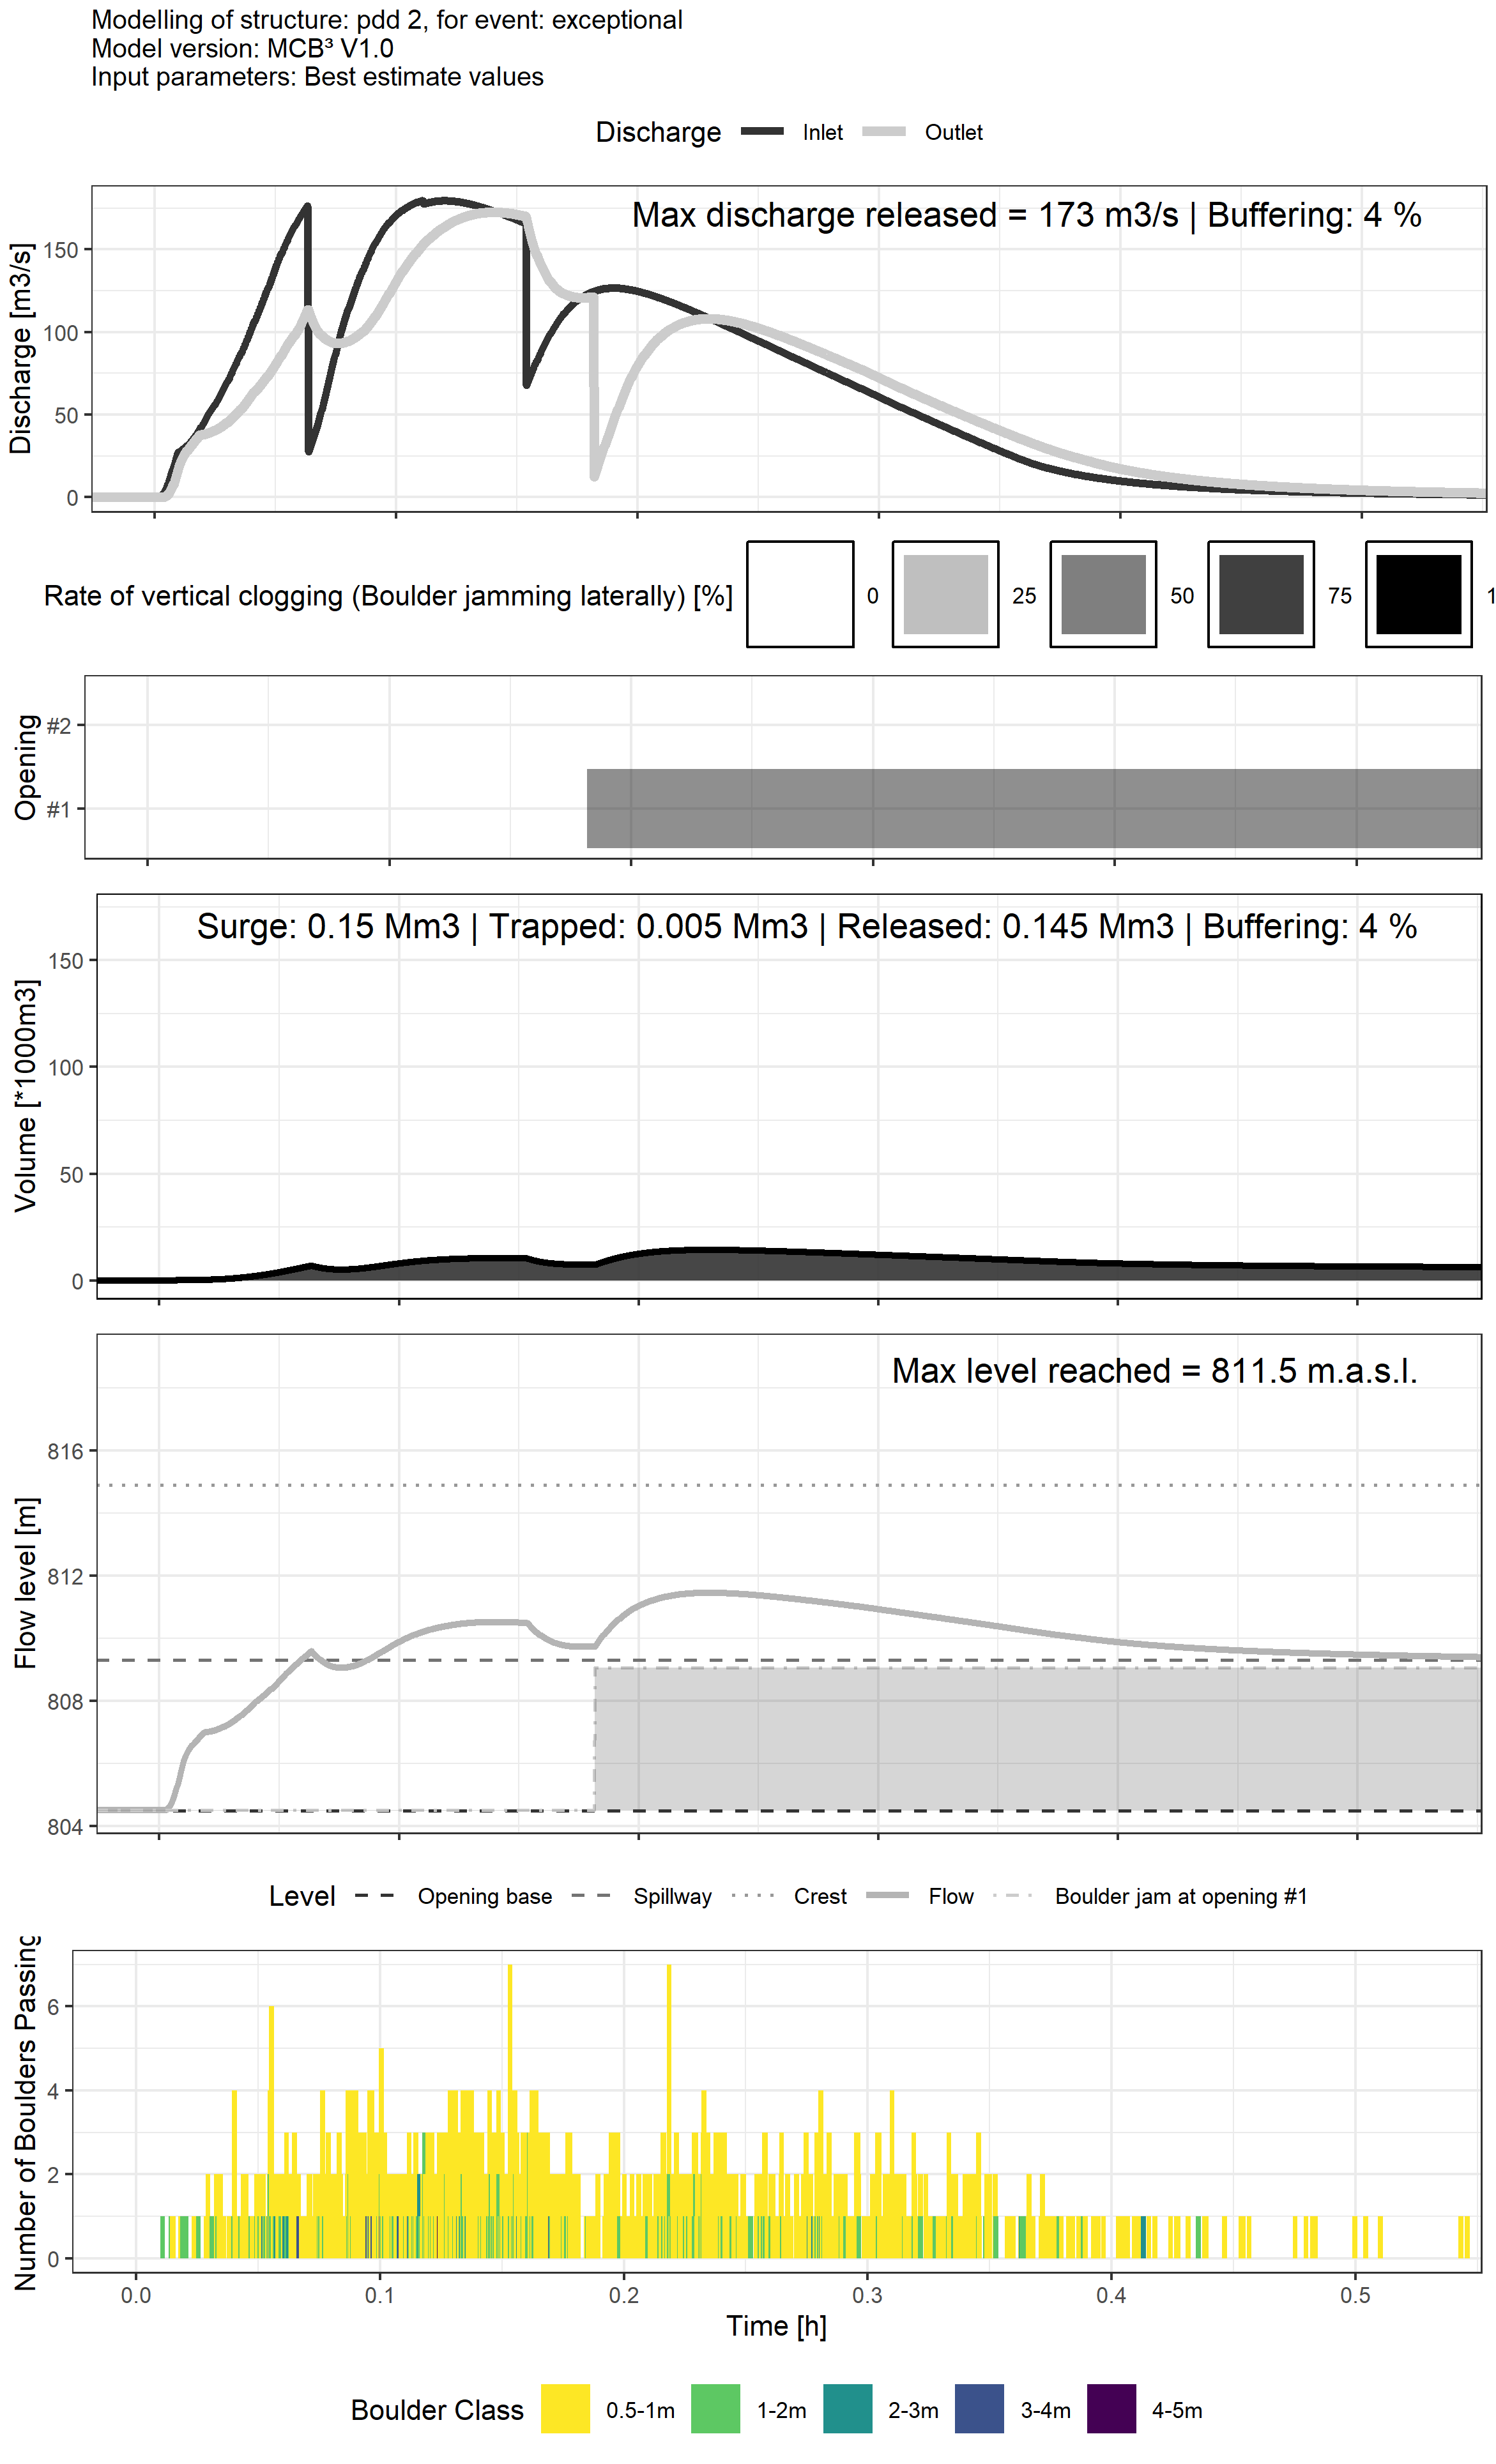 Modelling of structure: pdd 2, for event: exceptional
Model version: MCB³ V1.0
Input parameters: Best estimate values
Discharge Inlet Outlet
Max discharge released = 173 m3/s | Buffering: 4 %
Discharge [m3/s]
150
100
50
0
Rate of vertical clogging (Boulder jamming laterally) [%] 0 25 50 75 1
Opening
#2
#1
Surge: 0.15 Mm3 | Trapped: 0.005 Mm3 | Released: 0.145 Mm3 | Buffering: 4 %
Volume [*1000m3]
150
100
50
0
Max level reached = 811.5 m.a.s.l.
Flow level [m]
816
812
808
804
Level Opening base Spillway Crest Flow Boulder jam at opening #1
Number of Boulders Passing
6
4
2
0
0.0 0.1 0.2 0.3 0.4 0.5
Time [h]
Boulder Class 0.5-1m 1-2m 2-3m 3-4m 4-5m